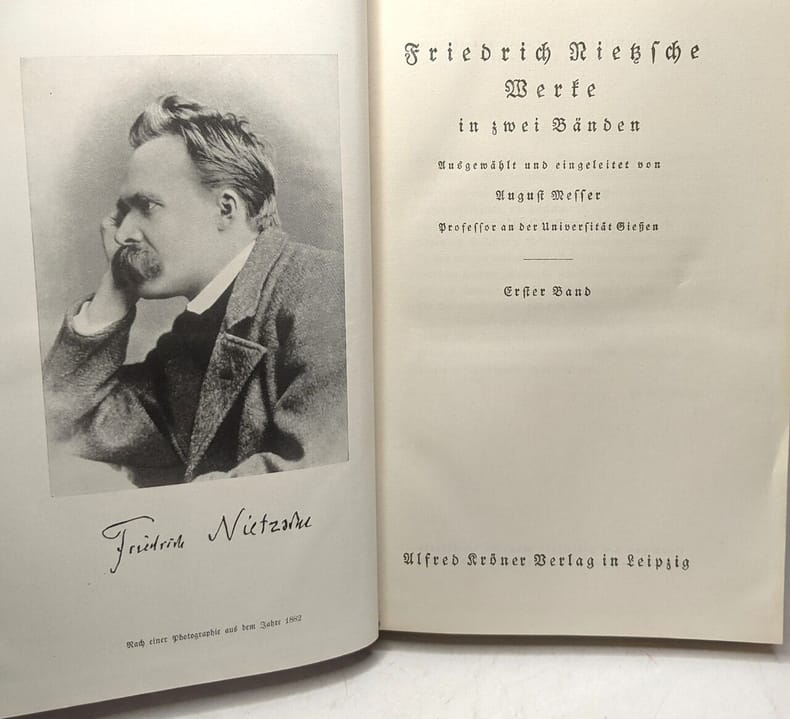 Friedrich Nietzsche
Nach einer Photographie aus dem Jahre 1882
Friedrich Nietzſche
Werke
in zwei Bänden
Ausgewählt und eingeleitet von
Auguſt Meſſer
Profeſſor an der Univerſität Gießen
Erſter Band
Alfred Kröner Verlag in Leipzig